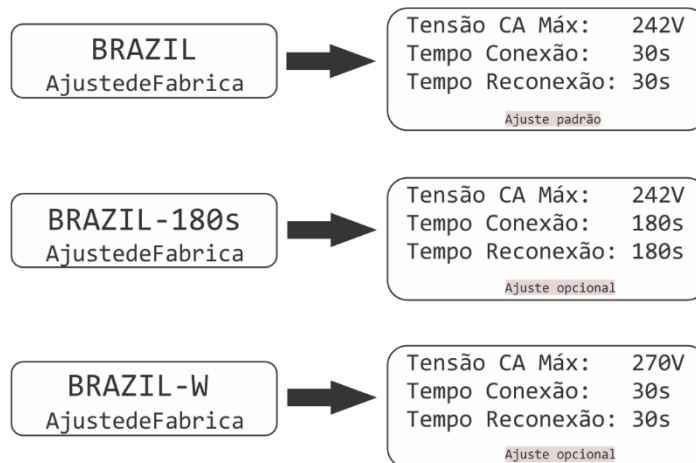 BRAZIL
AjustedeFabrica
Tensão CA Máx: 242V
Tempo Conexão: 30s
Tempo Reconexão: 30s
Ajuste padrão
BRAZIL-180s
AjustedeFabrica
Tensão CA Máx: 242V
Tempo Conexão: 180s
Tempo Reconexão: 180s
Ajuste opcional
BRAZIL-W
AjustedeFabrica
Tensão CA Máx: 270V
Tempo Conexão: 30s
Tempo Reconexão: 30s
Ajuste opcional